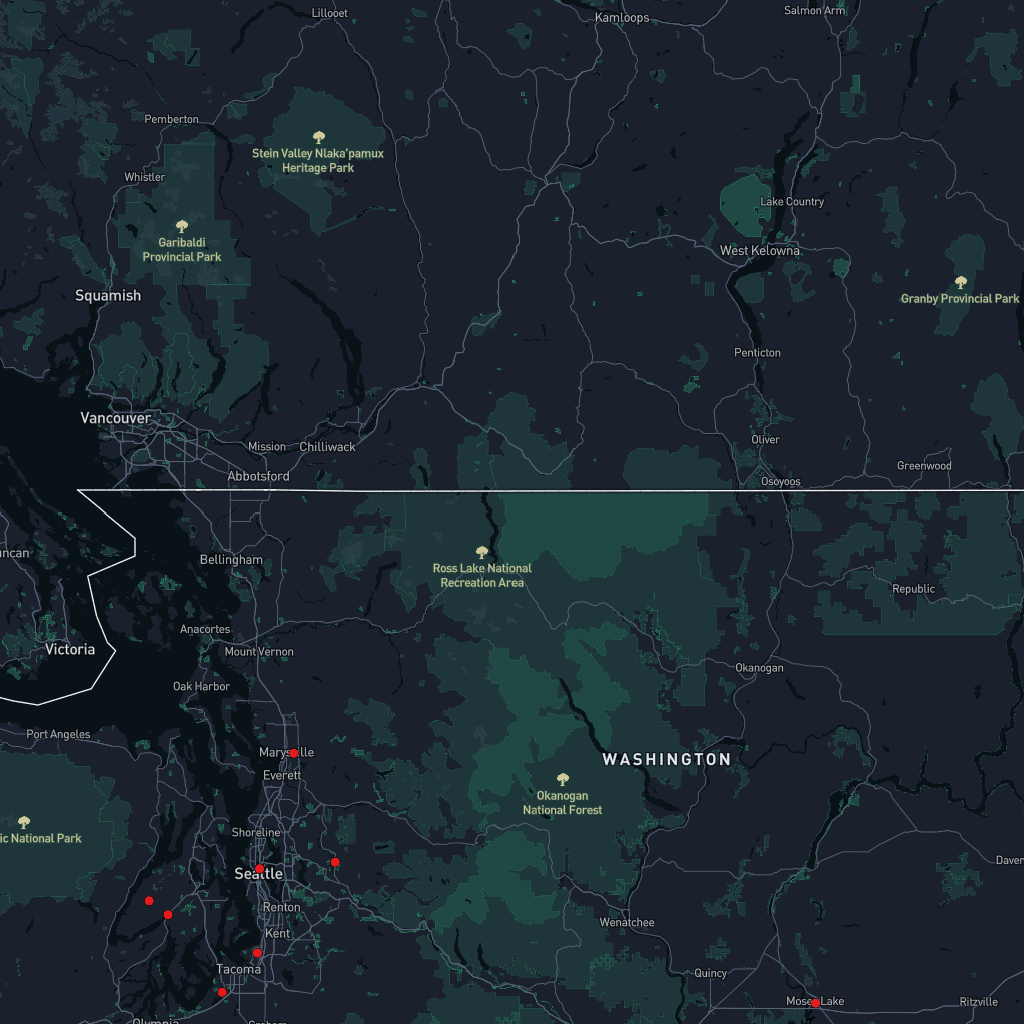 Lillooet
Kamloops
Salmon Arm
Pemberton
Stein Valley Nlaka'pamux
Heritage Park
Whistler
Lake Country
Garibaldi
Provincial Park
West Kelowna
Squamish
Granby Provincial Park
Penticton
Vancouver
Mission
Chilliwack
Oliver
Abbotsford
Greenwood
Osoyoos
uncan
Bellingham
Ross Lake National
Recreation Area
Republic
Anacortes
Victoria
Mount Vernon
Okanogan
Oak Harbor
Port Angeles
Marysville
WASHINGTON
Everett
Okanogan
National Forest
Shoreline
ic National Park
Seattle
Daven
Renton
Wenatchee
Kent
Tacoma
Quincy
Moses Lake
Ritzville
Olympia
Graham